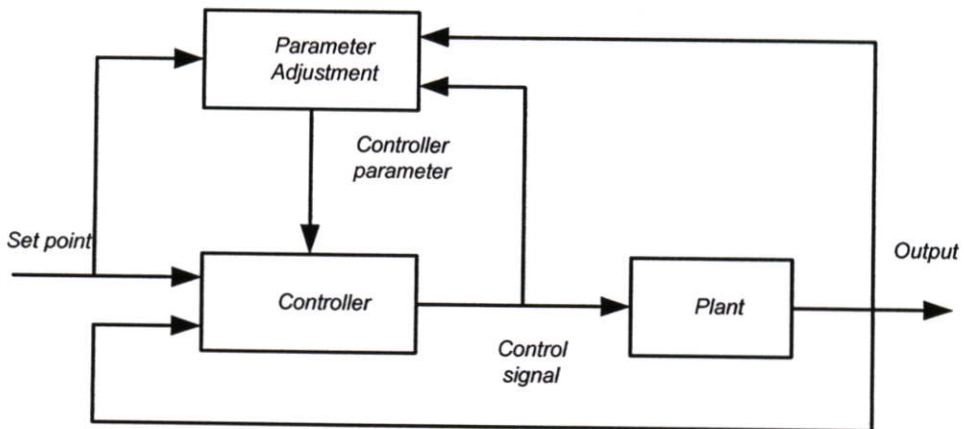 Parameter
Adjustment
Controller
parameter
Set point
Output
Controller
Plant
Control
signal